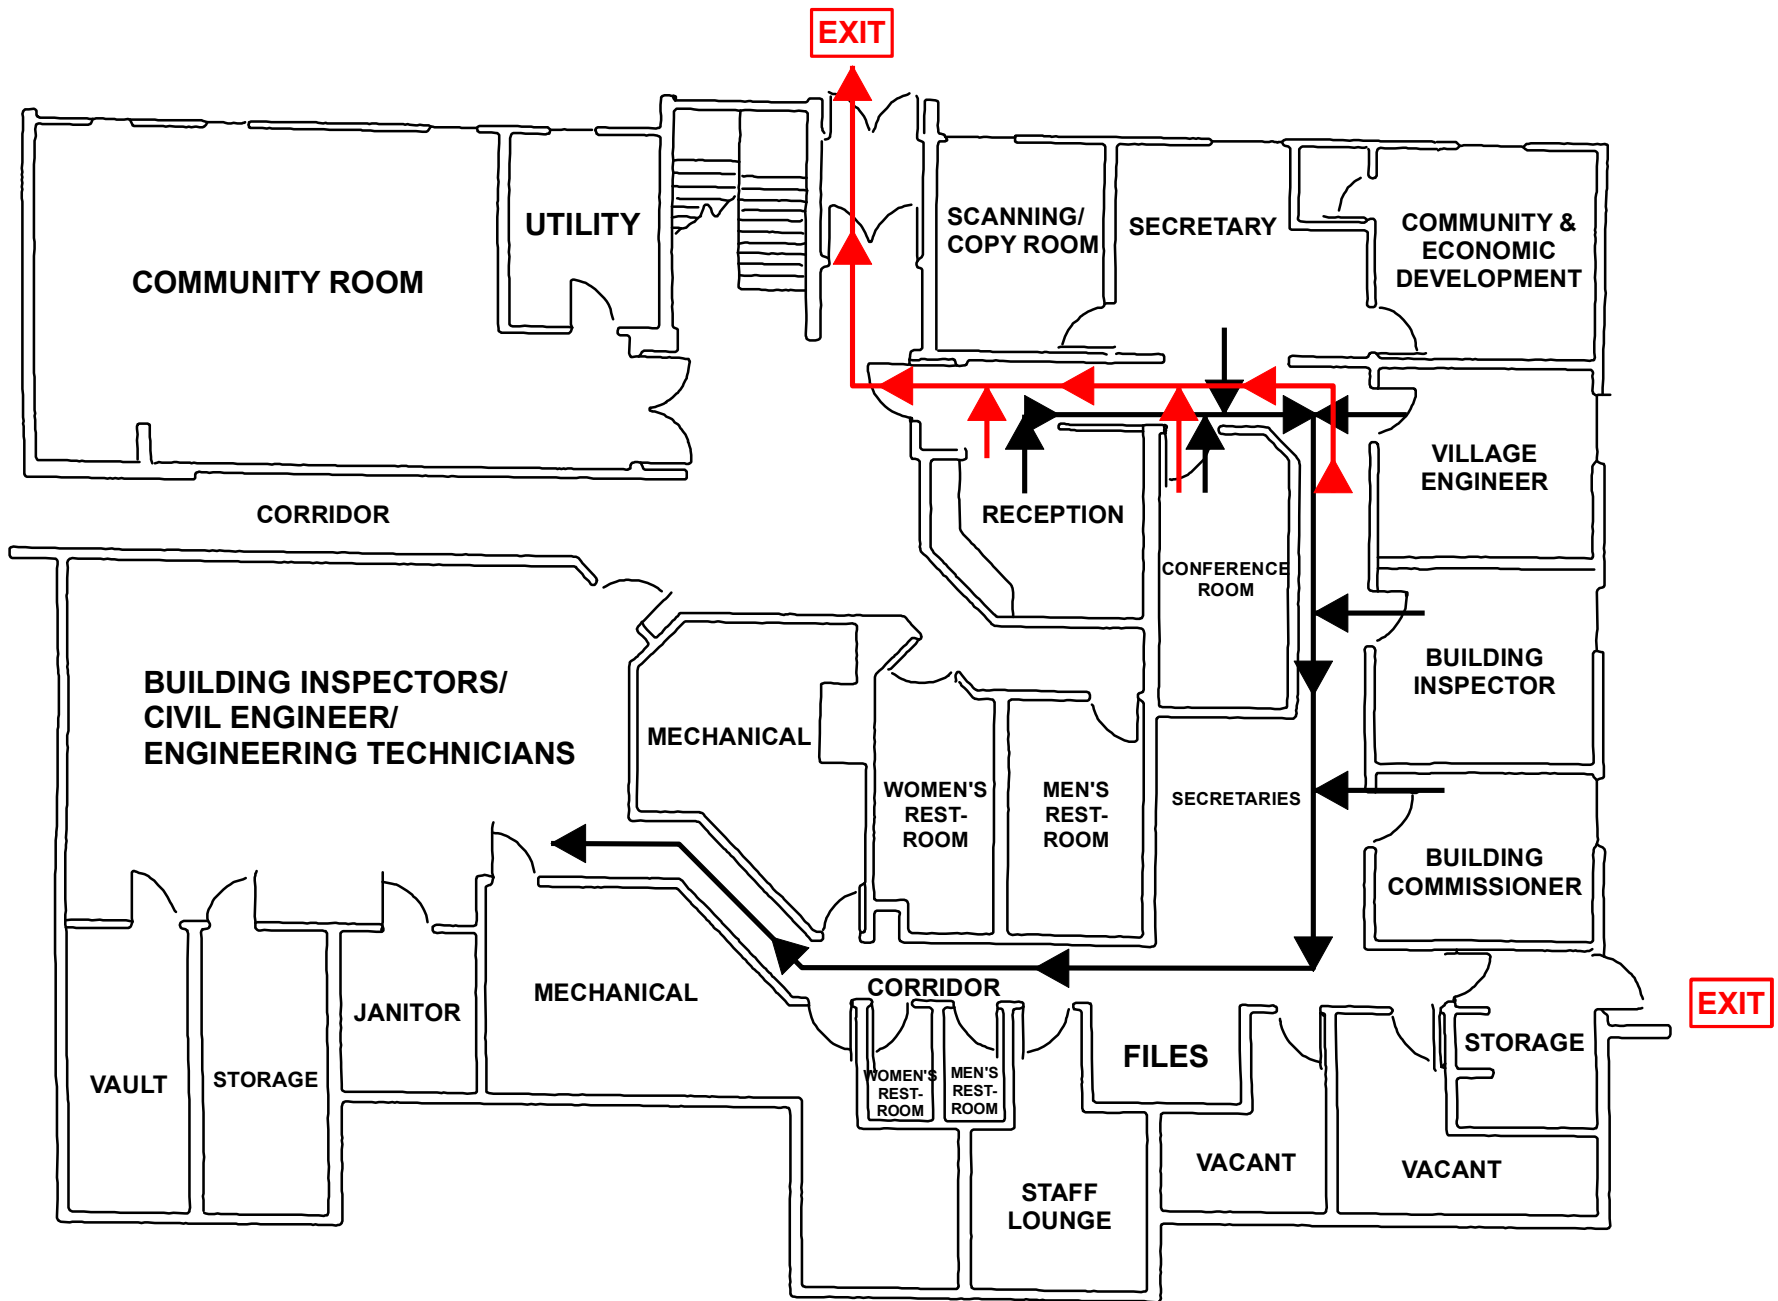 EXIT
COMMUNITY ROOM
UTILITY
SCANNING/
COPY ROOM
SECRETARY
COMMUNITY &
ECONOMIC
DEVELOPMENT
CORRIDOR
RECEPTION
CONFERENCE
ROOM
VILLAGE
ENGINEER
BUILDING INSPECTORS/
CIVIL ENGINEER/
ENGINEERING TECHNICIANS
MECHANICAL
WOMEN'S
REST-
ROOM
MEN'S
REST-
ROOM
SECRETARIES
BUILDING
INSPECTOR
BUILDING
COMMISSIONER
VAULT
STORAGE
JANITOR
MECHANICAL
CORRIDOR
WOMEN'S
REST-
ROOM
MEN'S
REST-
ROOM
FILES
STORAGE
EXIT
STAFF
LOUNGE
VACANT
VACANT